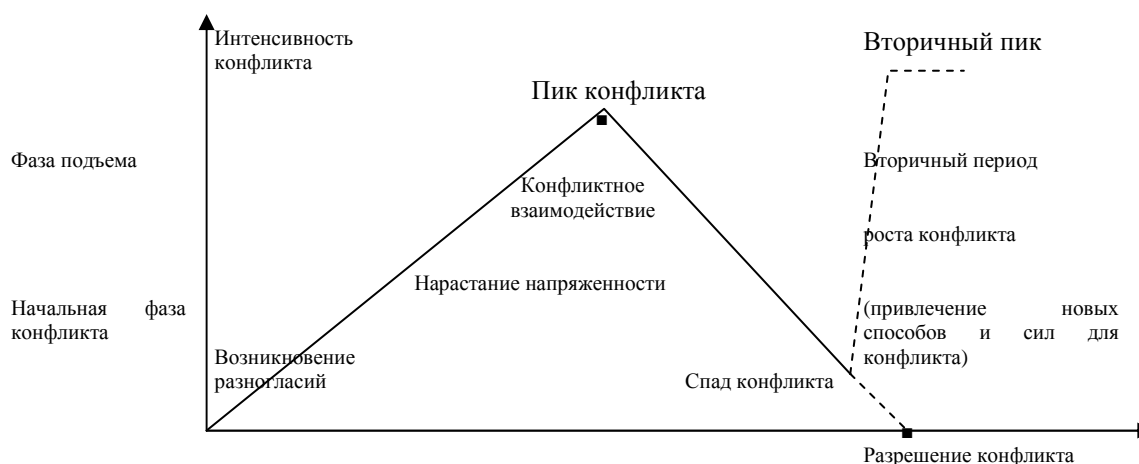 Интенсивность
конфликта
Вторичный пик
Пик конфликта
Фаза подъема
Вторичный период
Конфликтное
взаимодействие
роста конфликта
Нарастание напряженности
Начальная фаза
конфликта
(привлечение новых
способов и сил для
конфликта)
Возникновение
разногласий
Спад конфликта
Разрешение конфликта